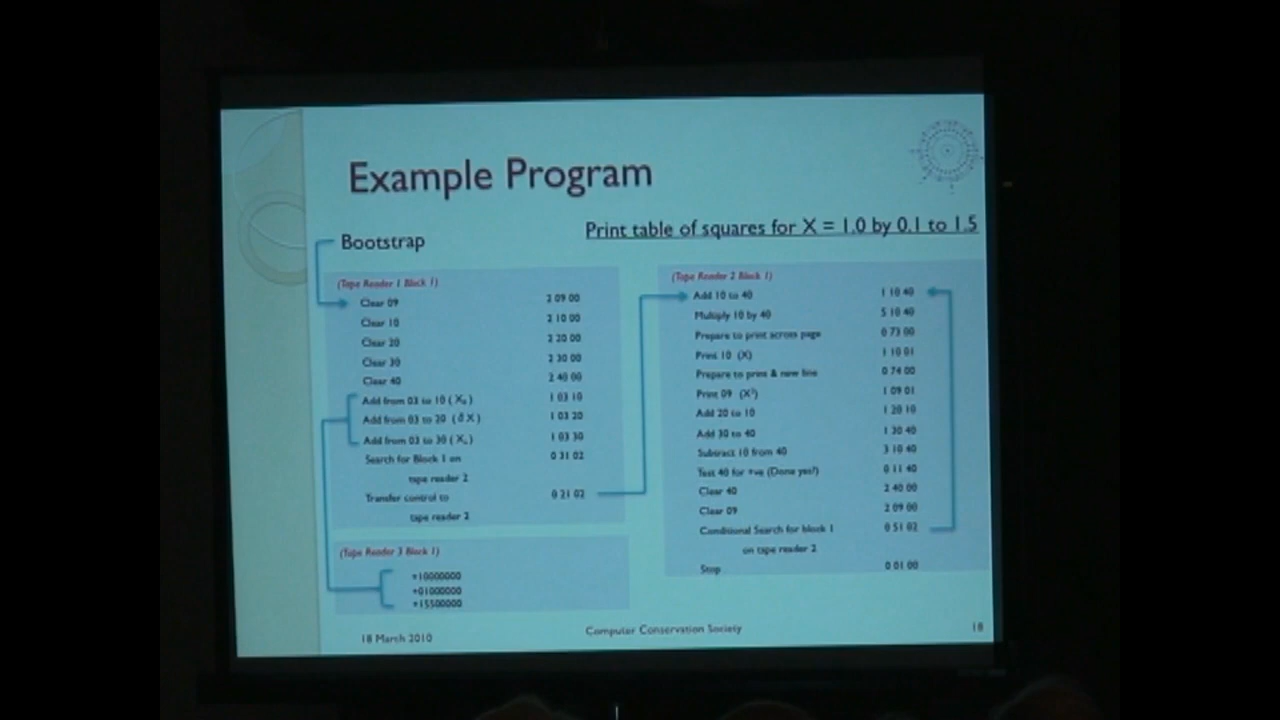 Example Program
Print table of squares for X = 1.0 by 0.1 to 1.5
Bootstrap
(Tape Reader 1 Block 1)
Clear 09 2 09 00
Clear 10 2 10 00
Clear 20 2 20 00
Clear 30 2 30 00
Clear 40 2 40 00
Add from 03 to 10 ( Xₒ ) 1 03 10
Add from 03 to 20 ( δX ) 1 03 20
Add from 03 to 30 ( Xₙ ) 1 03 30
Search for Block 1 on 0 31 02
tape reader 2
Transfer control to 0 21 02
tape reader 2
(Tape Reader 3 Block 1)
+10000000
+01000000
+15500000
(Tape Reader 2 Block 1)
Add 10 to 40 1 10 40
Multiply 10 by 40 5 10 40
Prepare to print across page 0 73 00
Print 10 (X) 1 10 01
Prepare to print & new line 0 74 00
Print 09 (X²) 1 09 01
Add 20 to 10 1 20 10
Add 30 to 40 1 30 40
Subtract 10 from 40 3 10 40
Test 40 for +ve (Done yet?) 0 11 40
Clear 40 2 40 00
Clear 09 2 09 00
Conditional Search for block 1 0 51 02
on tape reader 2
Stop 0 01 00
18 March 2010
Computer Conservation Society
18